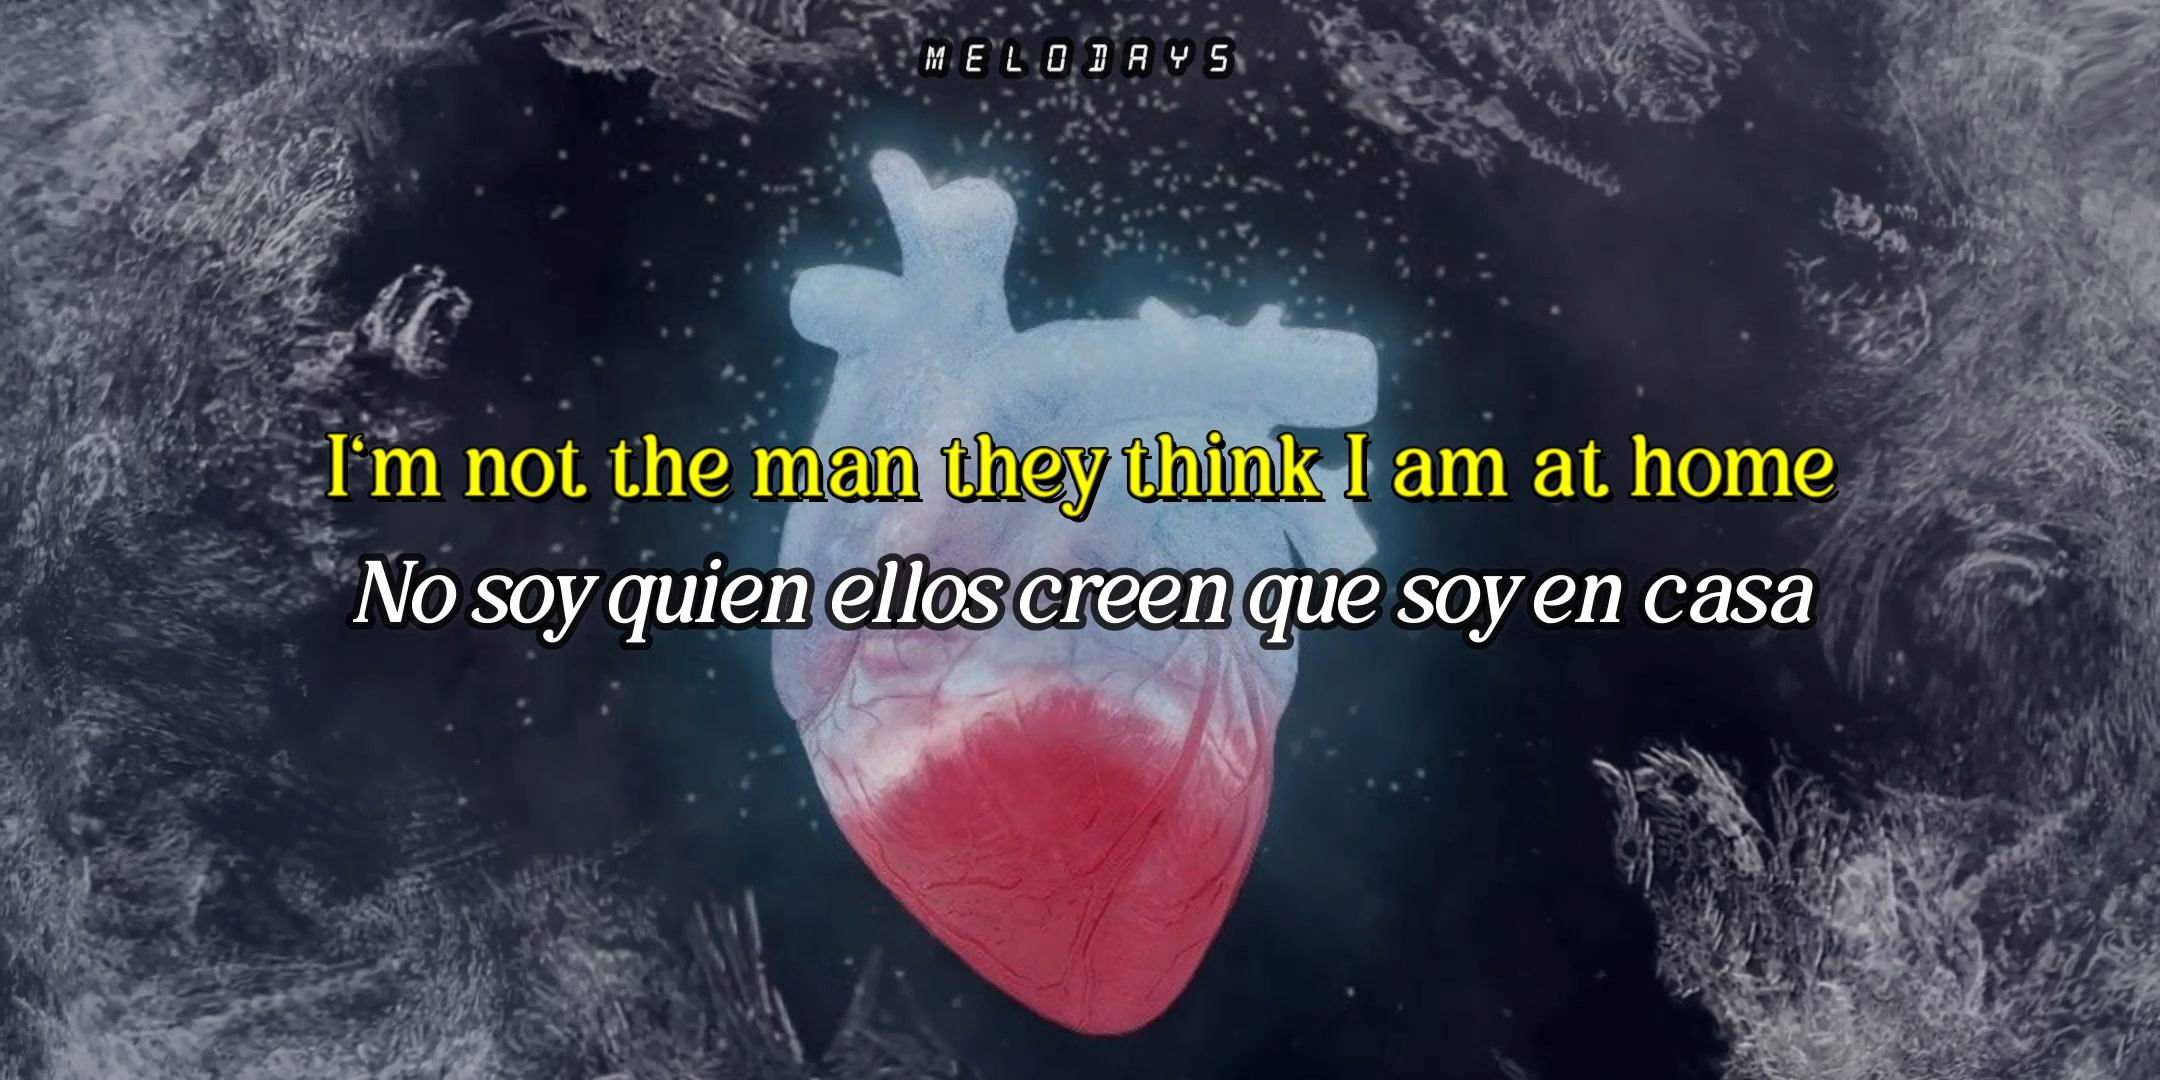 MELODAYS
I‘m not the man they think I am at home
No soy quien ellos creen que soy en casa